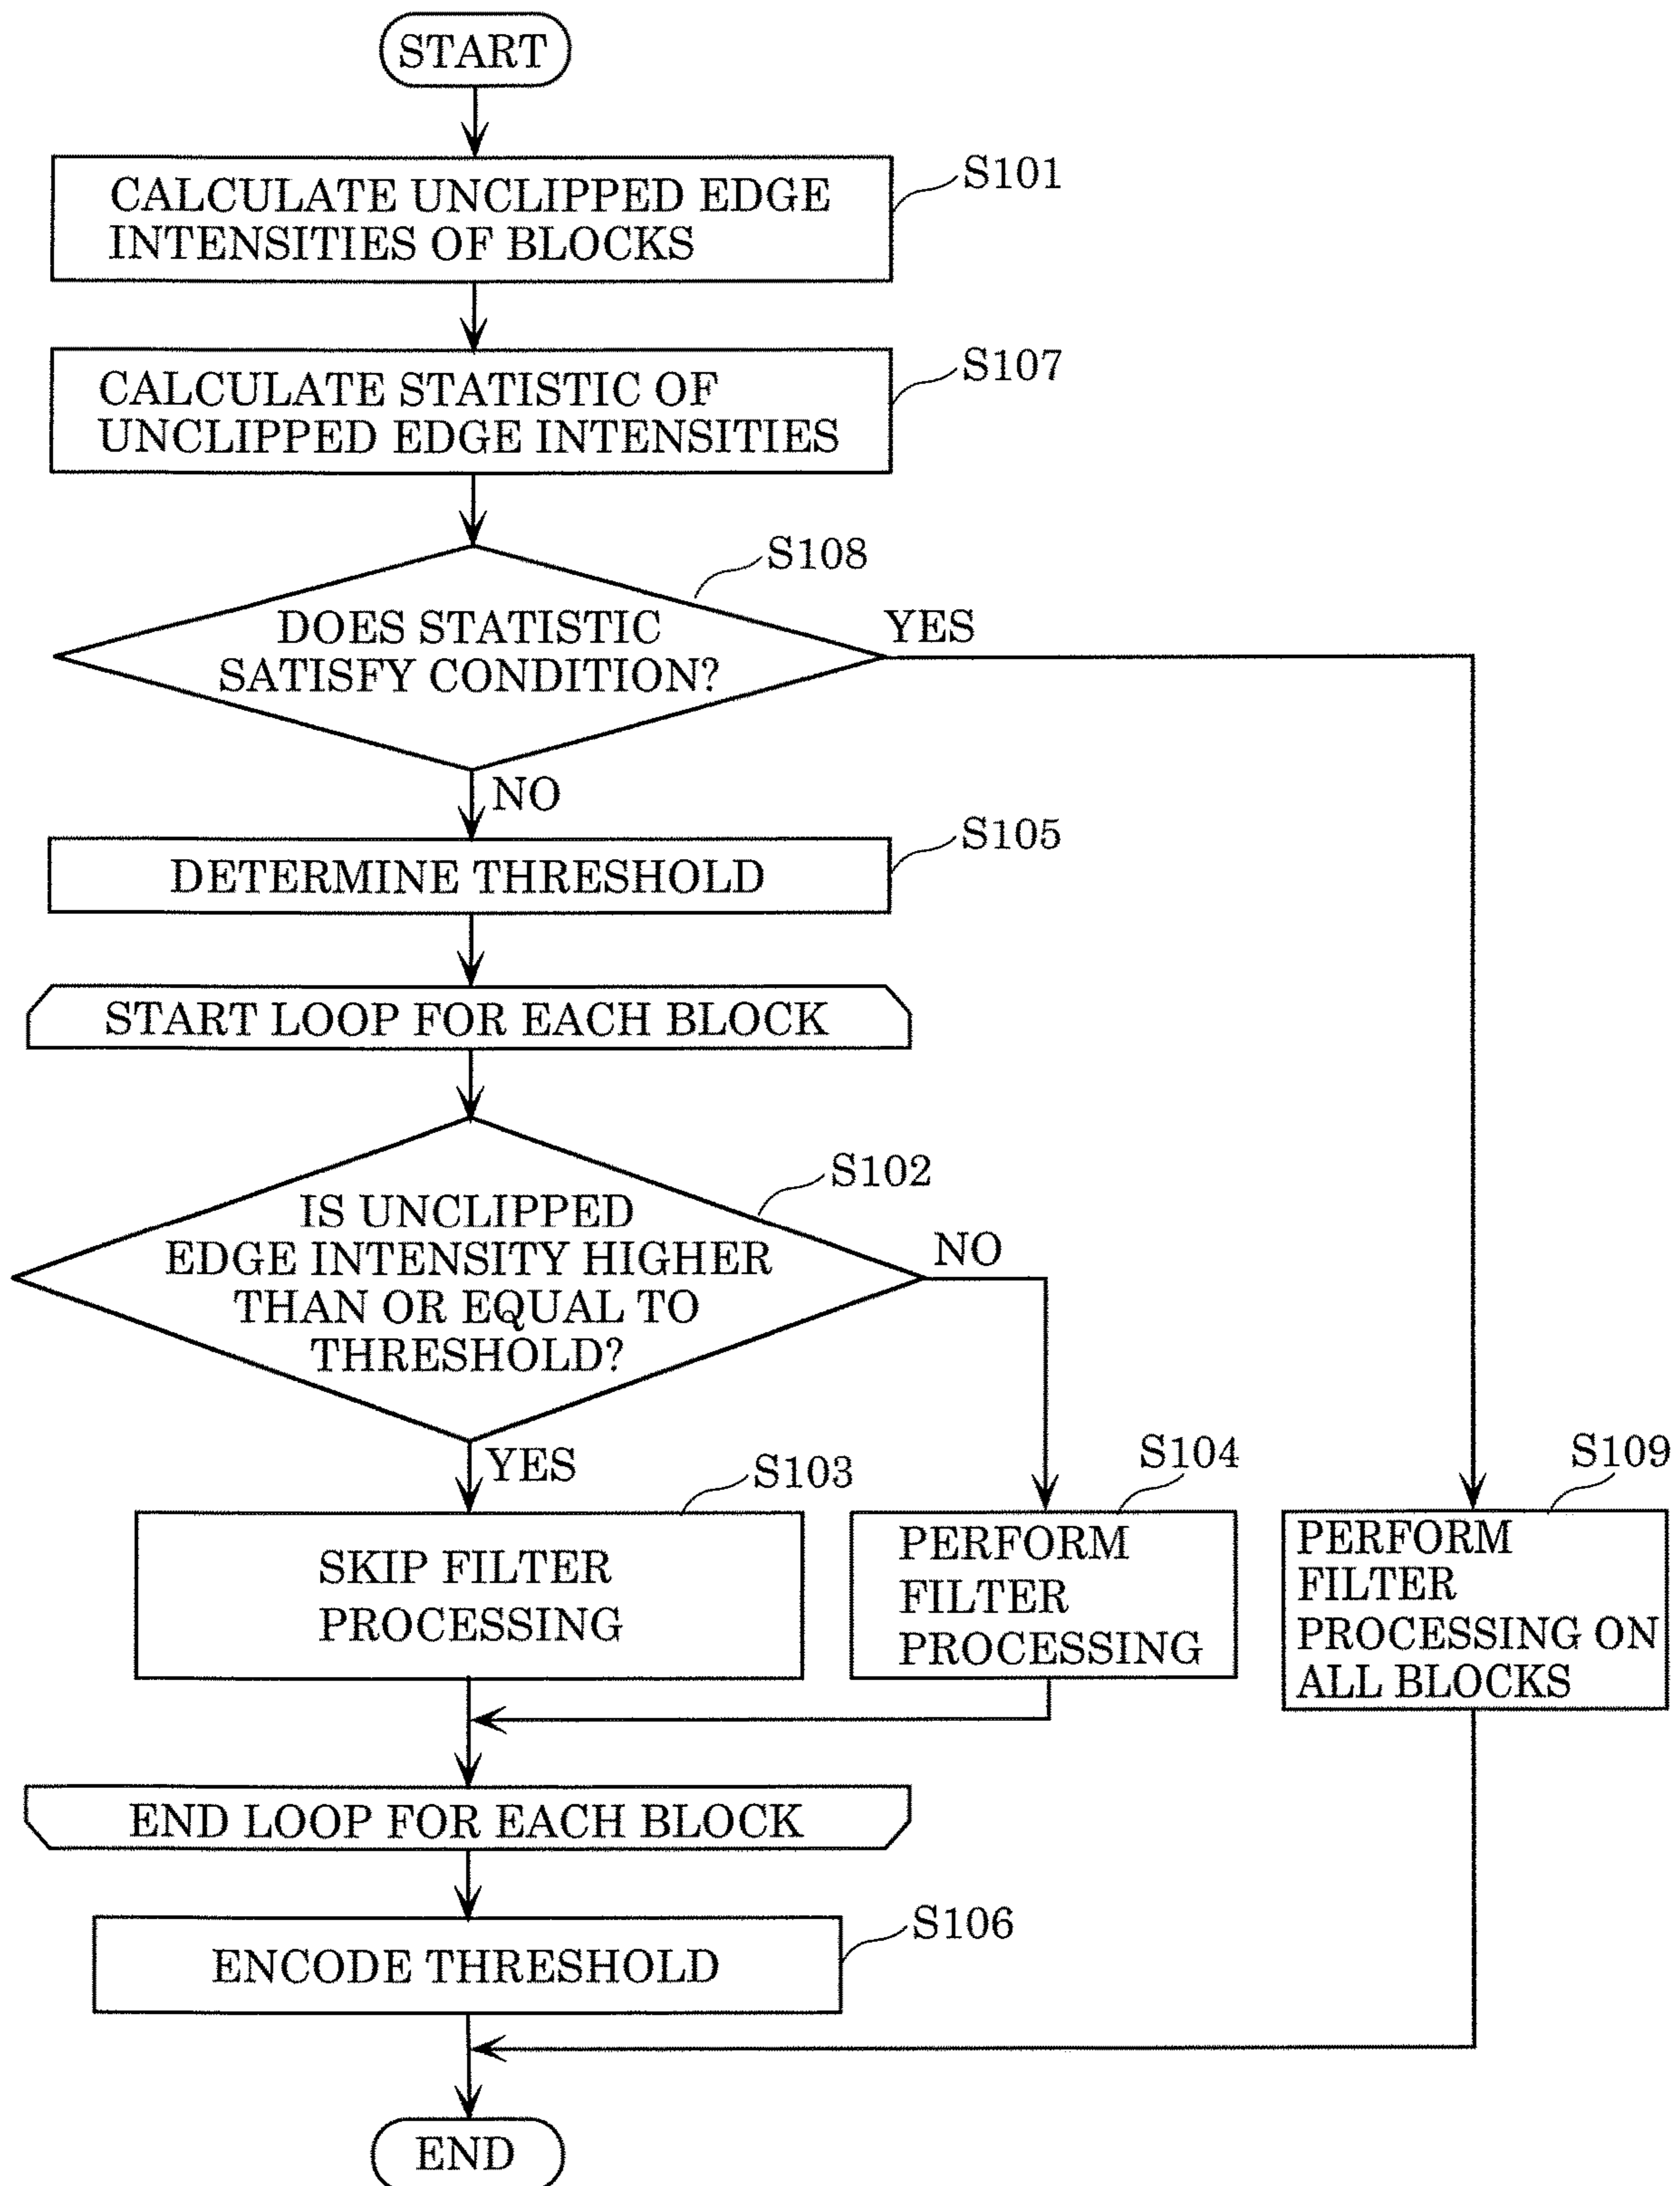 START
S101
CALCULATE UNCLIPPED EDGE
INTENSITIES OF BLOCKS
S107
CALCULATE STATISTIC OF
UNCLIPPED EDGE INTENSITIES
S108
DOES STATISTIC
SATISFY CONDITION?
YES
NO
S105
DETERMINE THRESHOLD
START LOOP FOR EACH BLOCK
S102
IS UNCLIPPED
EDGE INTENSITY HIGHER
THAN OR EQUAL TO
THRESHOLD?
NO
YES
S103
SKIP FILTER
PROCESSING
S104
PERFORM
FILTER
PROCESSING
S109
PERFORM
FILTER
PROCESSING ON
ALL BLOCKS
END LOOP FOR EACH BLOCK
S106
ENCODE THRESHOLD
END